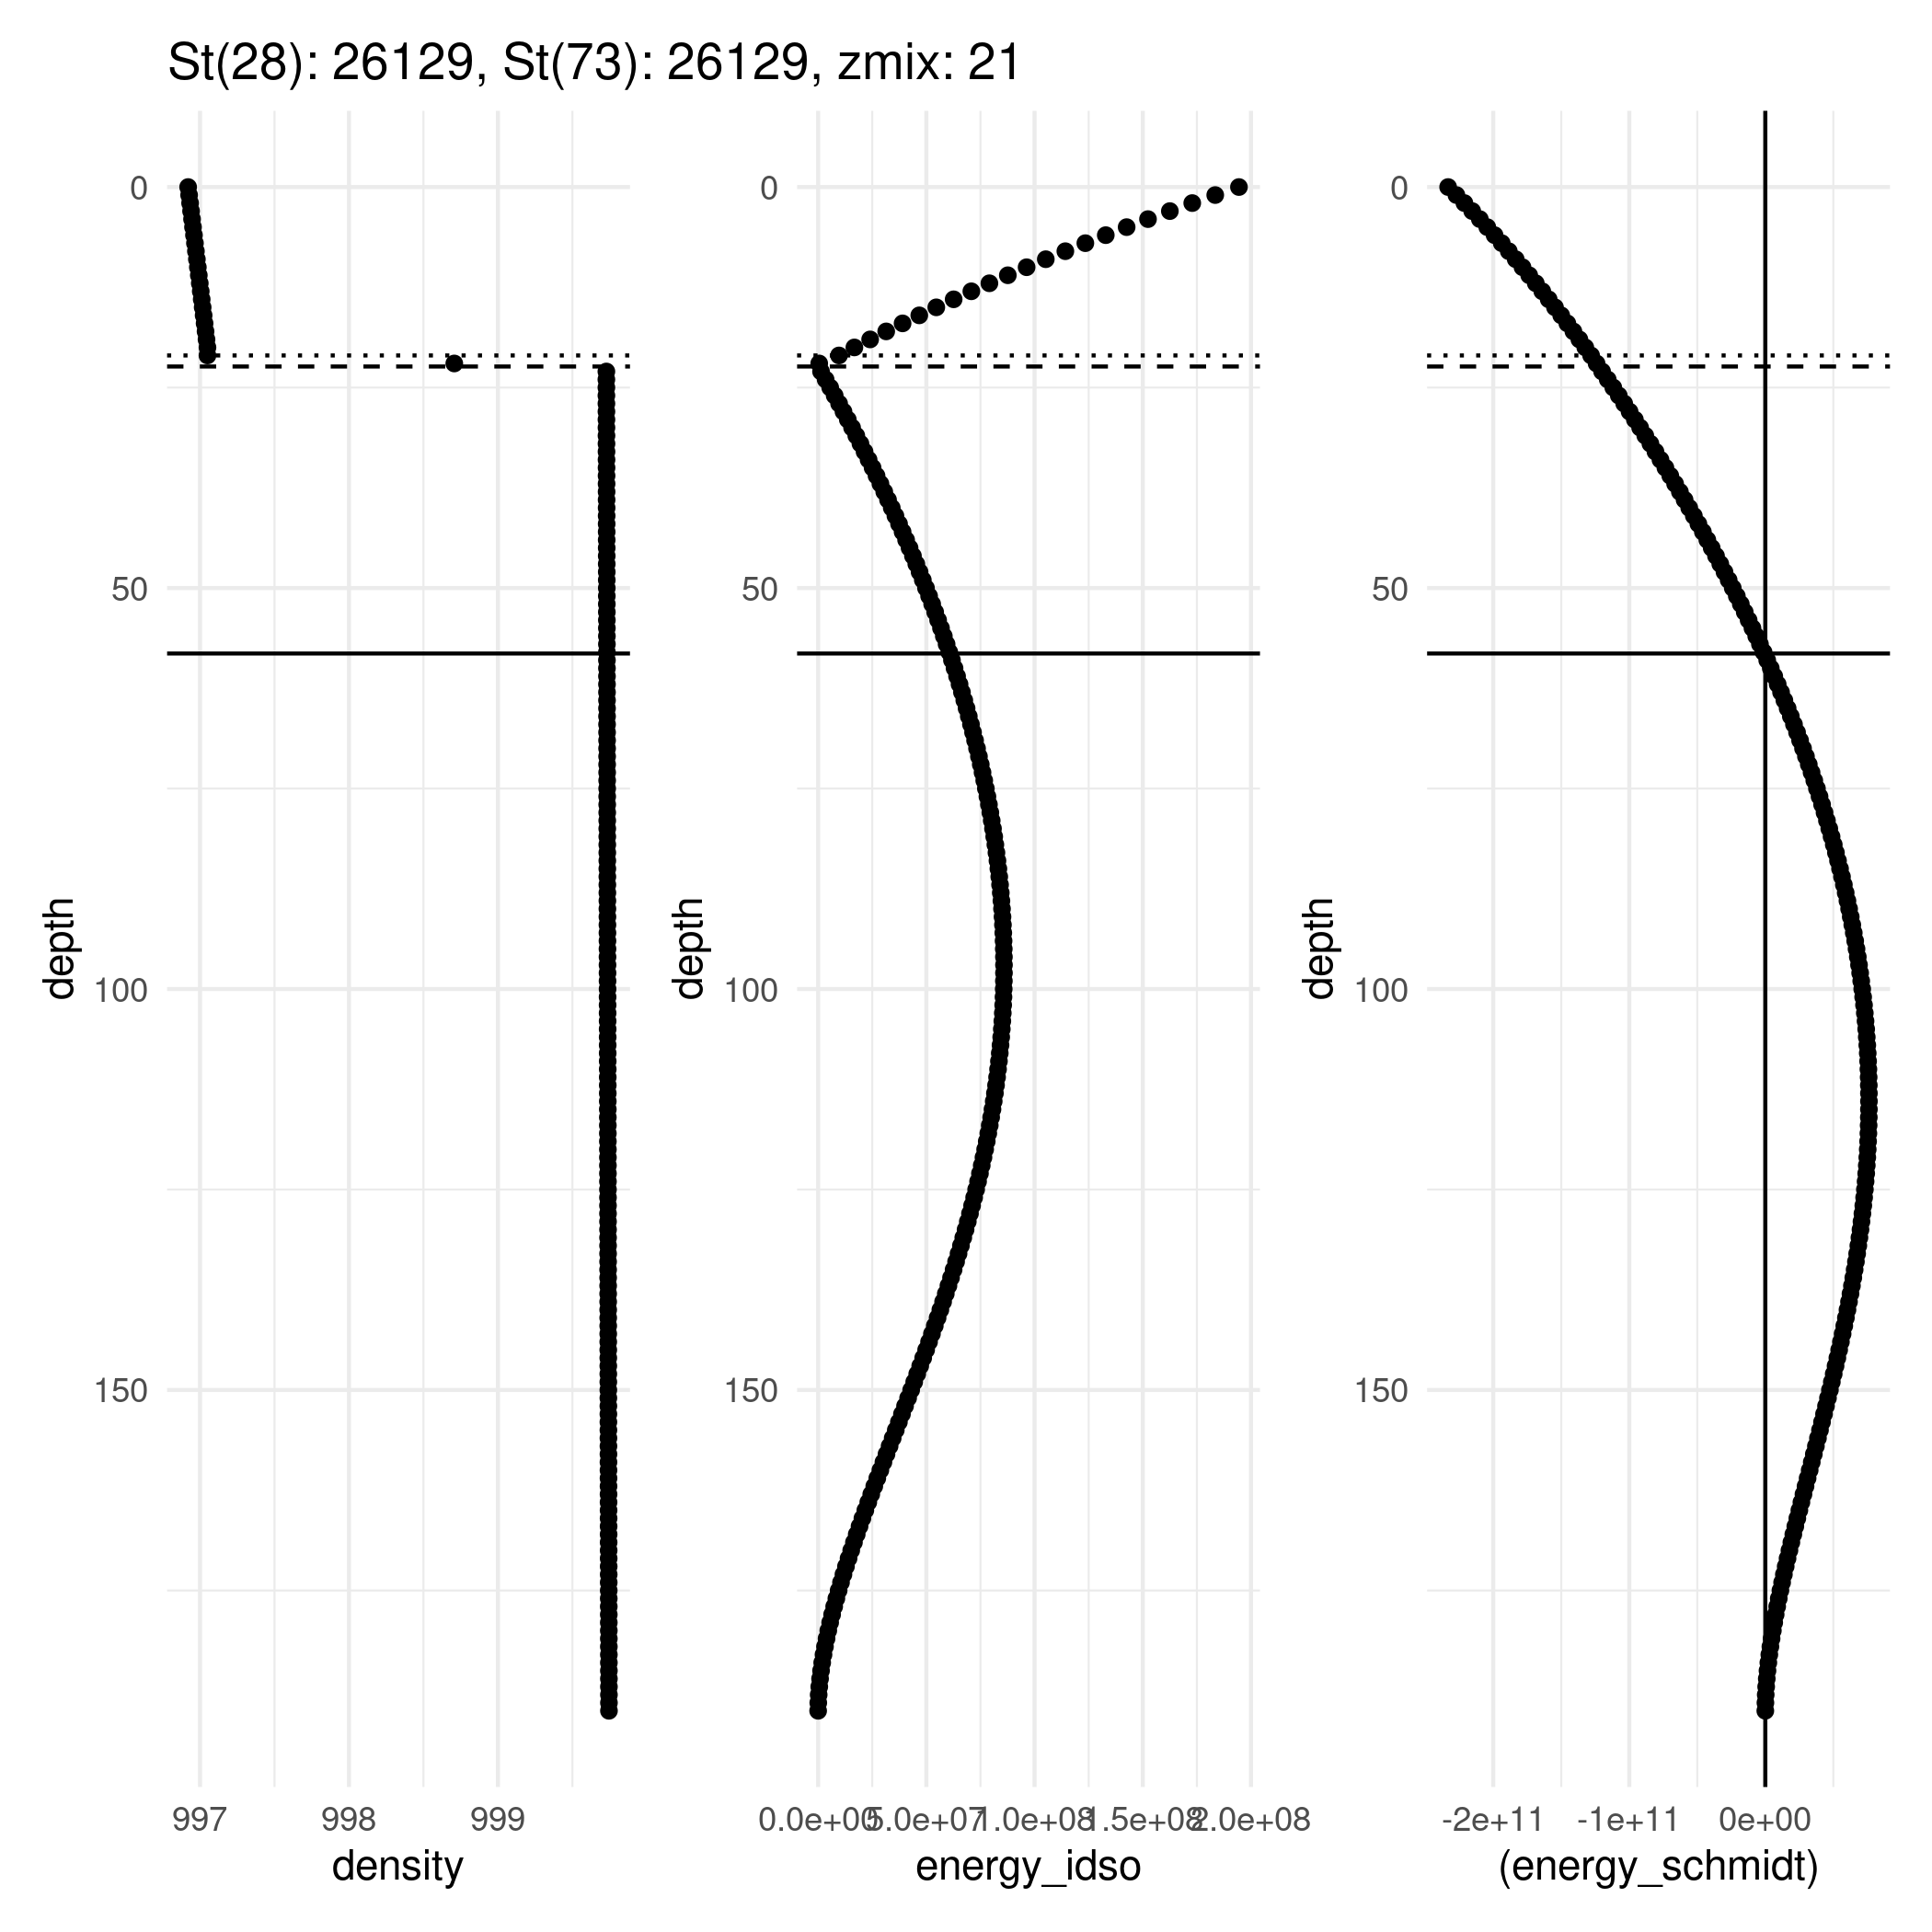 St(28): 26129, St(73): 26129, zmix: 21
0
50
100
150
depth
997
998
999
density
0
50
100
150
depth
0.0e+00
5.0e+07
1.0e+08
1.5e+08
2.0e+08
energy_idso
0
50
100
150
depth
-2e+11
-1e+11
0e+00
(energy_schmidt)